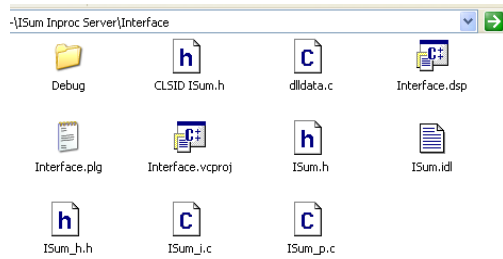 -\ISum Inproc Server\Interface
Debug
CLSID ISum.h
dlldata.c
Interface.dsp
Interface.plg
Interface.vcproj
ISum.h
ISum.idl
ISum_h.h
ISum_i.c
ISum_p.c